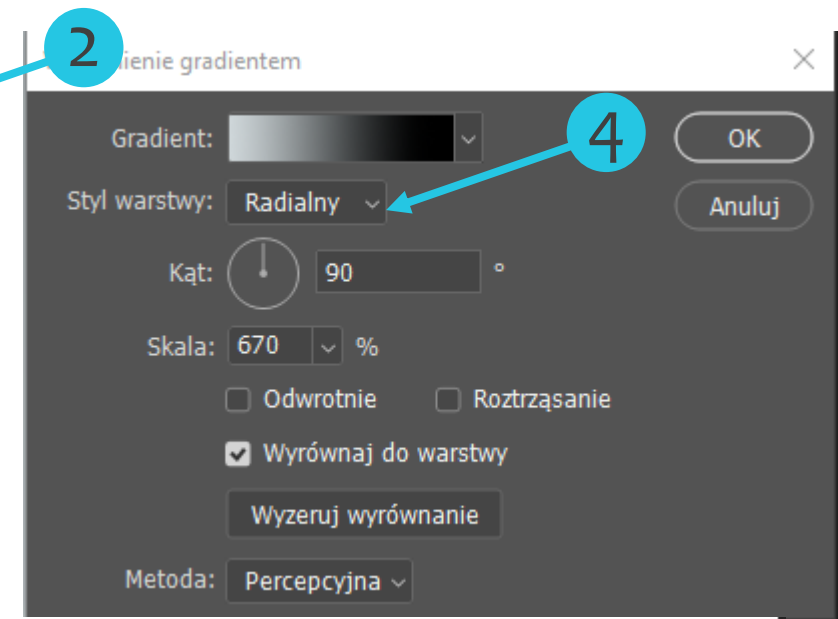 2
ienie gradientem
4
Gradient:
OK
Styl warstwy: Radialny
Anuluj
Kąt: 90 °
Skala: 670 %
Odwrotnie Roztrząsanie
Wyrównaj do warstwy
Wyzeruj wyrównanie
Metoda: Percepcyjna